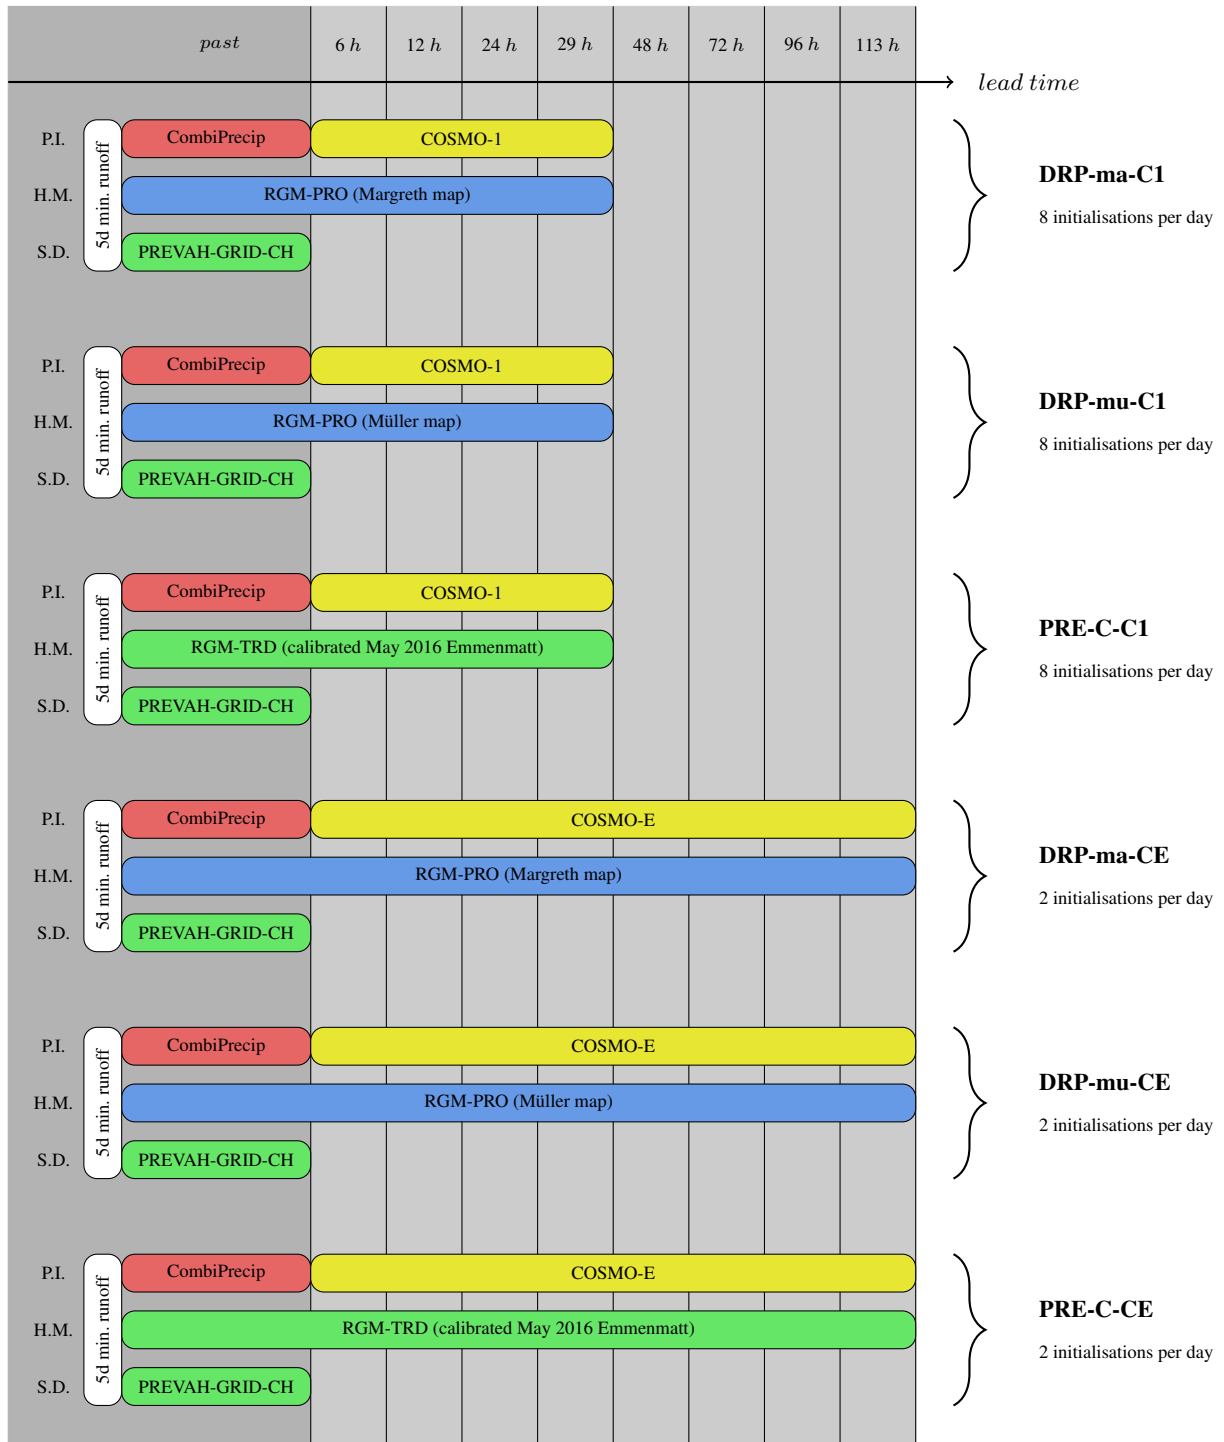 past 6 h 12 h 24 h 29 h 48 h 72 h 96 h 113 h
lead time
P.I. CombiPrecip COSMO-1
H.M. RGM-PRO (Margreth map)
S.D. PREVAH-GRID-CH
5d min. runoff
DRP-ma-C1
8 initialisations per day
P.I. CombiPrecip COSMO-1
H.M. RGM-PRO (Müller map)
S.D. PREVAH-GRID-CH
5d min. runoff
DRP-mu-C1
8 initialisations per day
P.I. CombiPrecip COSMO-1
H.M. RGM-TRD (calibrated May 2016 Emmenmatt)
S.D. PREVAH-GRID-CH
5d min. runoff
PRE-C-C1
8 initialisations per day
P.I. CombiPrecip COSMO-E
H.M. RGM-PRO (Margreth map)
S.D. PREVAH-GRID-CH
5d min. runoff
DRP-ma-CE
2 initialisations per day
P.I. CombiPrecip COSMO-E
H.M. RGM-PRO (Müller map)
S.D. PREVAH-GRID-CH
5d min. runoff
DRP-mu-CE
2 initialisations per day
P.I. CombiPrecip COSMO-E
H.M. RGM-TRD (calibrated May 2016 Emmenmatt)
S.D. PREVAH-GRID-CH
5d min. runoff
PRE-C-CE
2 initialisations per day